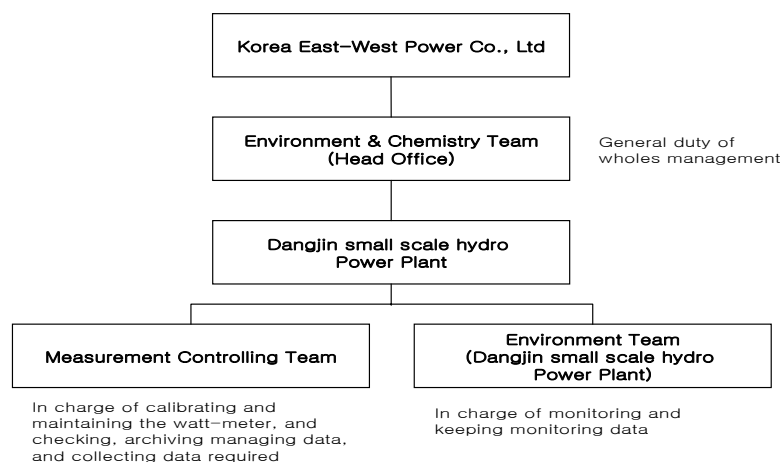 Korea East-West Power Co., Ltd
Environment & Chemistry Team
(Head Office)
General duty of
wholes management
Dangjin small scale hydro
Power Plant
Measurement Controlling Team
Environment Team
(Dangjin small scale hydro
Power Plant)
In charge of calibrating and
maintaining the watt-meter, and
checking, archiving managing data,
and collecting data required
In charge of monitoring and
keeping monitoring data